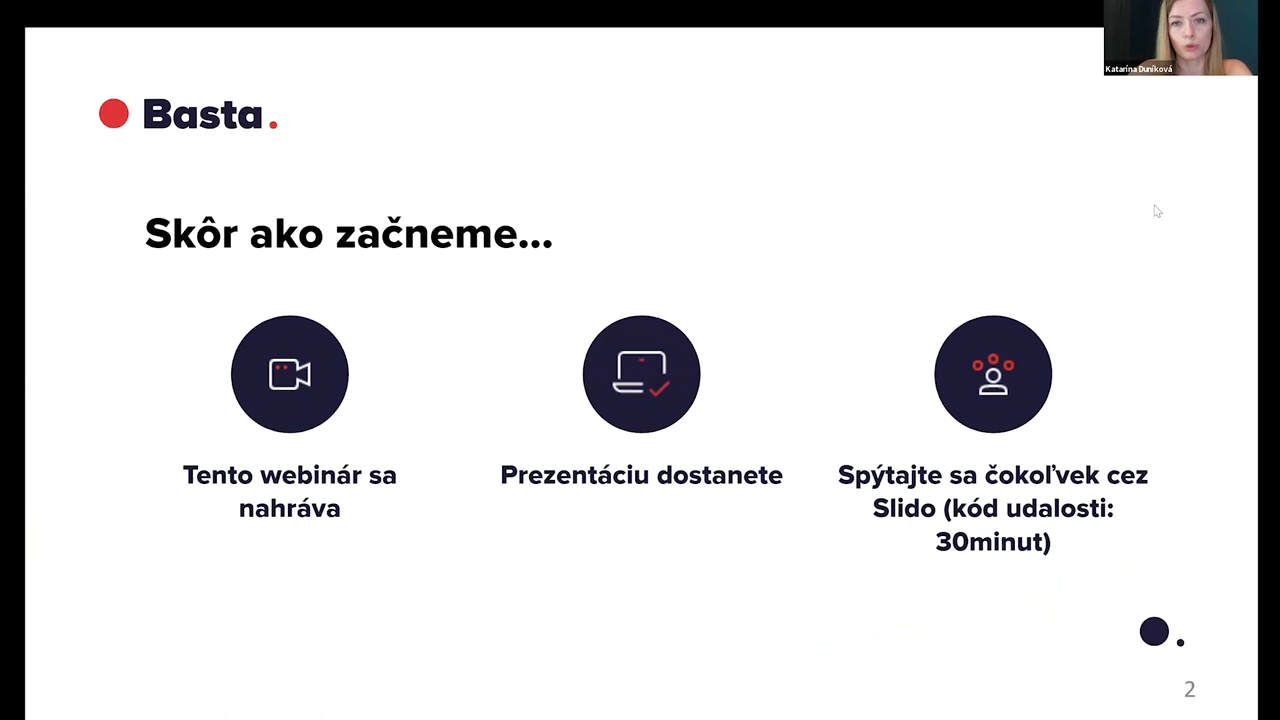 Katarína Duníková
Basta.
Skôr ako začneme...
Tento webinár sa
nahráva
Prezentáciu dostanete
Spýtajte sa čokoľvek cez
Slido (kód udalosti:
30minut)
2